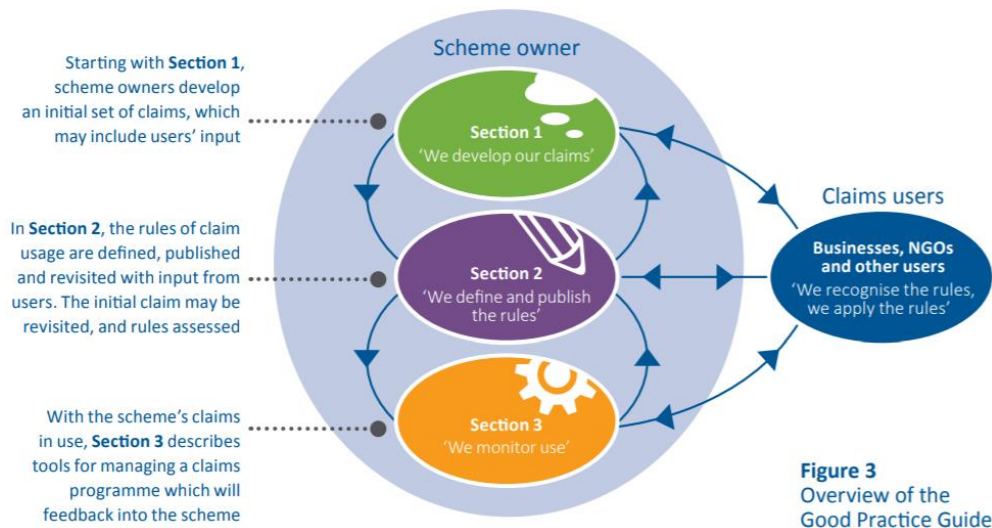 Scheme owner
Starting with Section 1,
scheme owners develop
an initial set of claims, which
may include users' input
Section 1
'We develop our claims'
In Section 2, the rules of claim
usage are defined, published
and revisited with input from
users. The initial claim may be
revisited, and rules assessed
Section 2
'We define and publish
the rules'
Claims users
Businesses, NGOs
and other users
'We recognise the rules,
we apply the rules'
With the scheme's claims
in use, Section 3 describes
tools for managing a claims
programme which will
feedback into the scheme
Section 3
'We monitor use'
Figure 3
Overview of the
Good Practice Guide